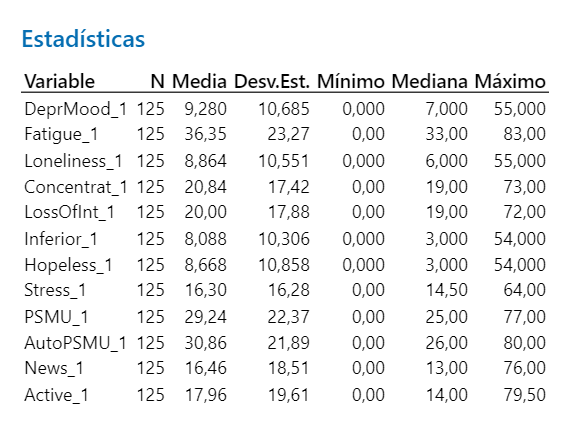 Estadísticas
Variable N Media Desv.Est. Mínimo Mediana Máximo
DeprMood_1 125 9,280 10,685 0,000 7,000 55,000
Fatigue_1 125 36,35 23,27 0,00 33,00 83,00
Loneliness_1 125 8,864 10,551 0,000 6,000 55,000
Concentrat_1 125 20,84 17,42 0,00 19,00 73,00
LossOfInt_1 125 20,00 17,88 0,00 19,00 72,00
Inferior_1 125 8,088 10,306 0,000 3,000 54,000
Hopeless_1 125 8,668 10,858 0,000 3,000 54,000
Stress_1 125 16,30 16,28 0,00 14,50 64,00
PSMU_1 125 29,24 22,37 0,00 25,00 77,00
AutoPSMU_1 125 30,86 21,89 0,00 26,00 80,00
News_1 125 16,46 18,51 0,00 13,00 76,00
Active_1 125 17,96 19,61 0,00 14,00 79,50